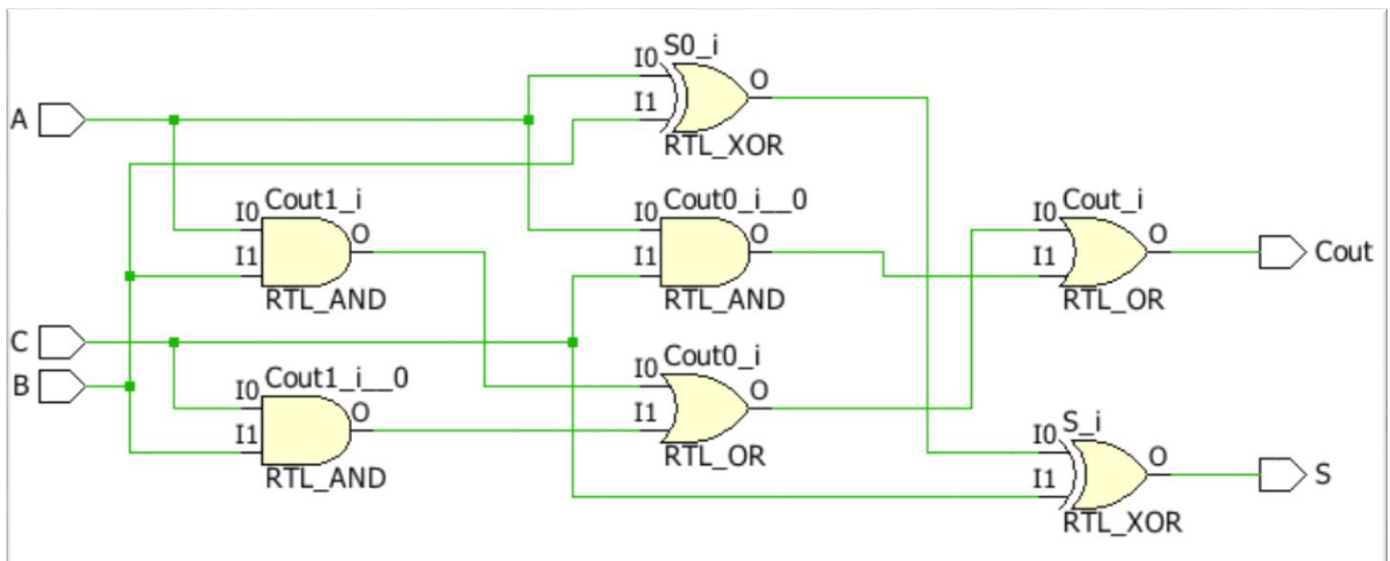 S0_i
I0
O
I1
RTL_XOR
A
Cout1_i
I0
O
I1
RTL_AND
Cout0_i__0
I0
O
I1
RTL_AND
Cout_i
I0
O
I1
RTL_OR
Cout
C
B
Cout1_i__0
I0
O
I1
RTL_AND
Cout0_i
I0
O
I1
RTL_OR
S_i
I0
O
I1
RTL_XOR
S